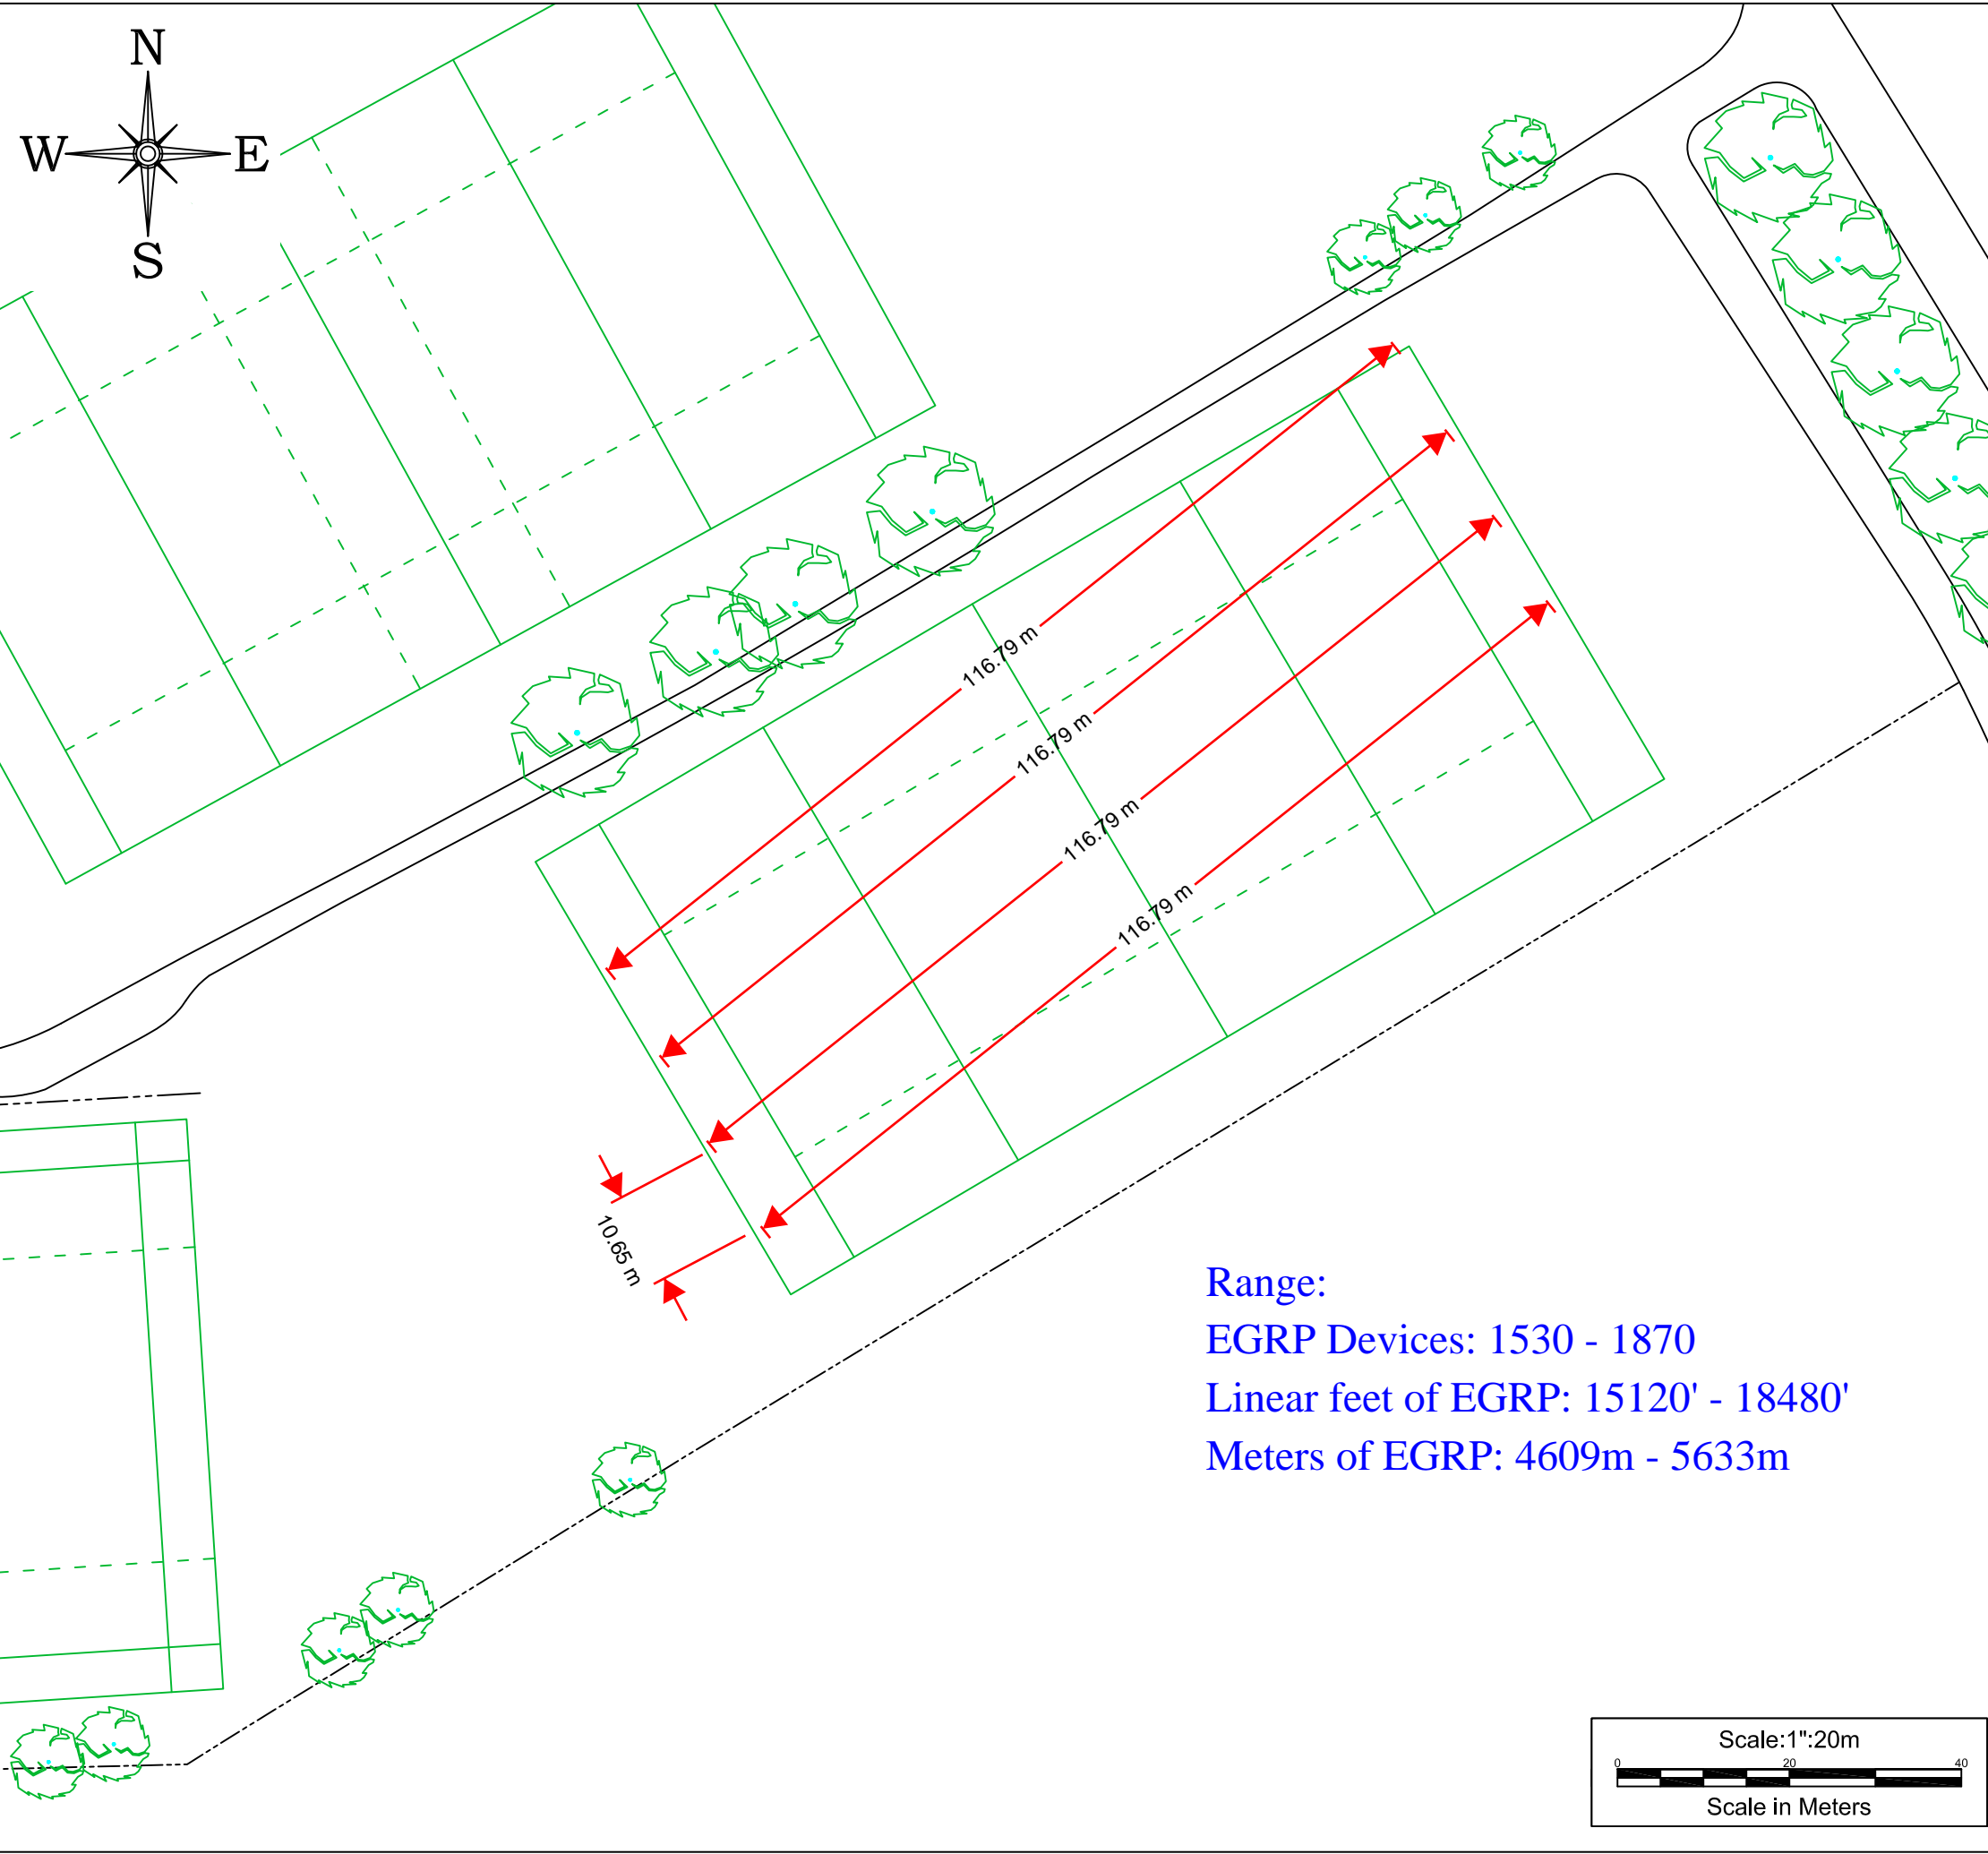 N
W E
S
116.79 m
116.79 m
116.79 m
116.79 m
10.65 m
Range:
EGRP Devices: 1530 - 1870
Linear feet of EGRP: 15120' - 18480'
Meters of EGRP: 4609m - 5633m
Scale:1":20m
0 20 40
Scale in Meters